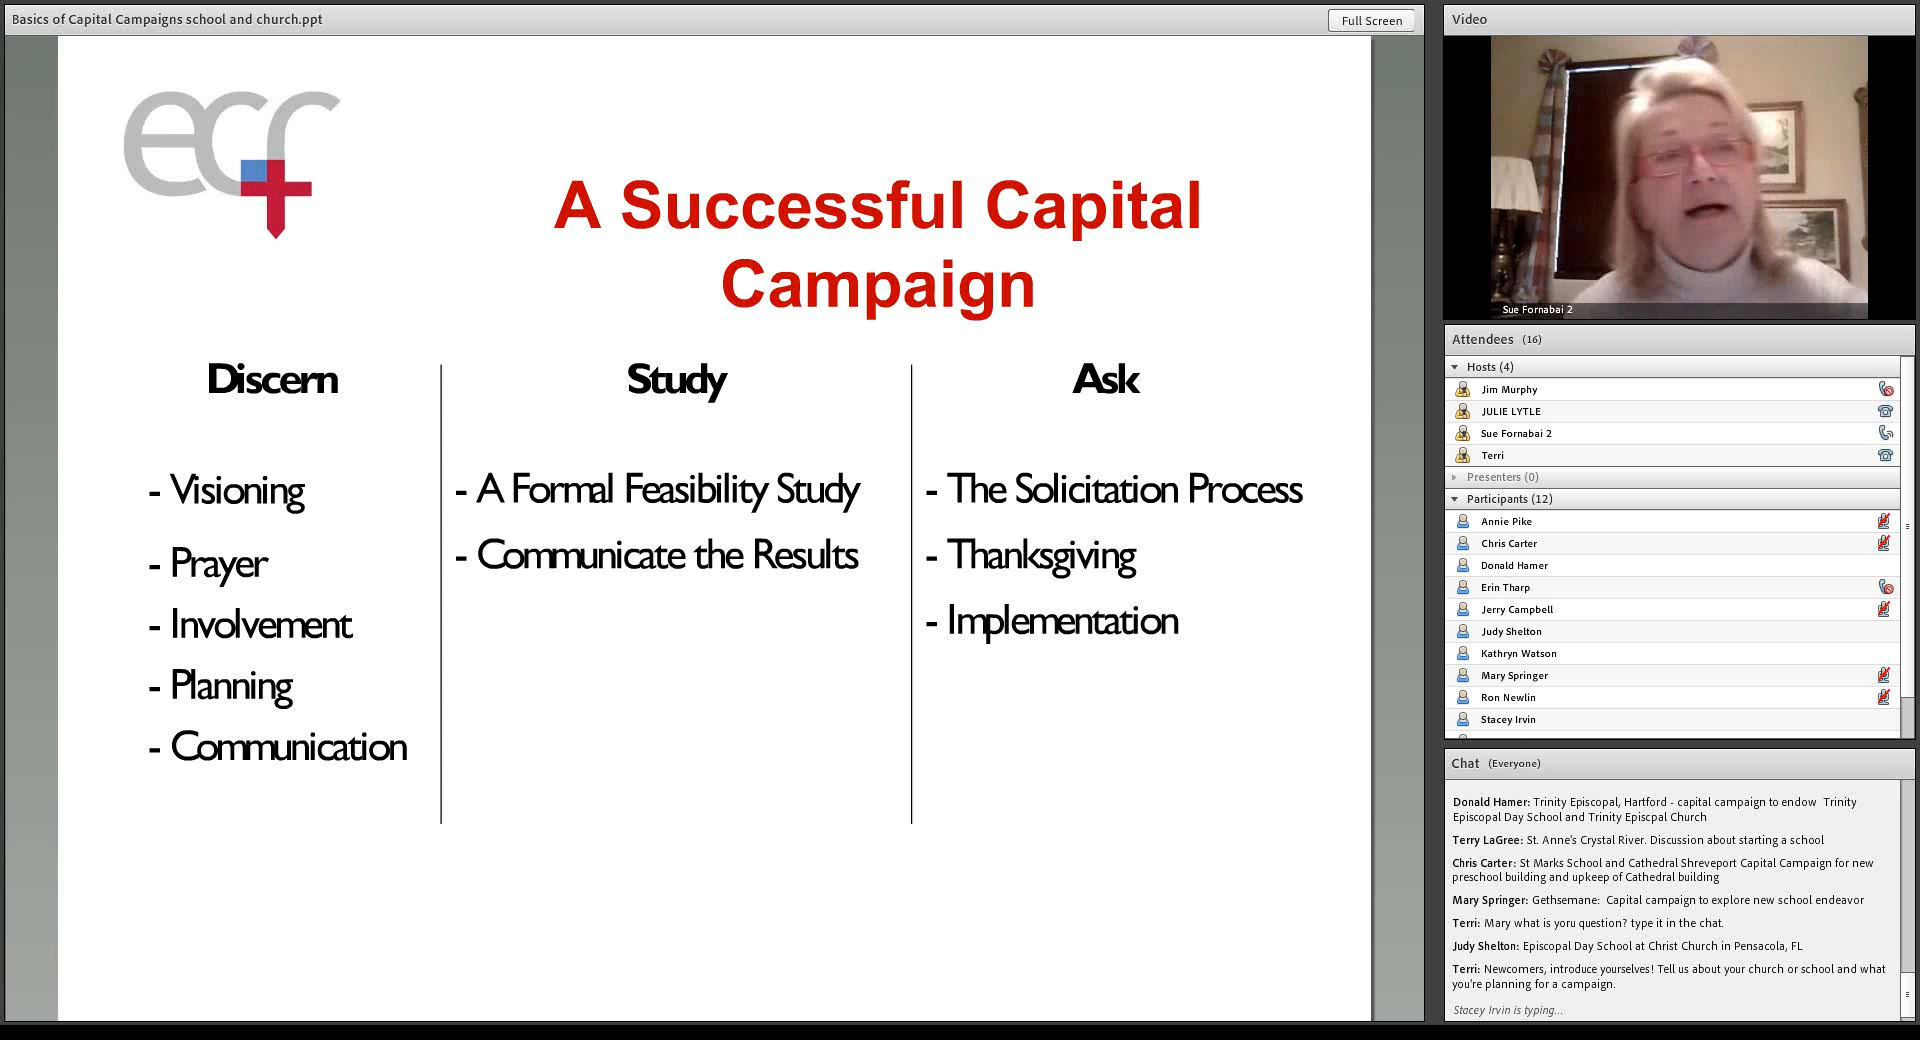 Basics of Capital Campaigns school and church.ppt
Full Screen
ecf
A Successful Capital
Campaign
Discern
- Visioning
- Prayer
- Involvement
- Planning
- Communication
Study
- A Formal Feasibility Study
- Communicate the Results
Ask
- The Solicitation Process
- Thanksgiving
- Implementation
Video
Sue Fornabai 2
Attendees (16)
Hosts (4)
Jim Murphy
JULIE LYTLE
Sue Fornabai 2
Terri
Presenters (0)
Participants (12)
Annie Pike
Chris Carter
Donald Hamer
Erin Tharp
Jerry Campbell
Judy Shelton
Kathryn Watson
Mary Springer
Ron Newlin
Stacey Irvin
Chat (Everyone)
Donald Hamer: Trinity Episcopal, Hartford - capital campaign to endow Trinity
Episcopal Day School and Trinity Episcpal Church
Terry LaGree: St. Anne's Crystal River. Discussion about starting a school
Chris Carter: St Marks School and Cathedral Shreveport Capital Campaign for new
preschool building and upkeep of Cathedral building
Mary Springer: Gethsemane: Capital campaign to explore new school endeavor
Terri: Mary what is yoru question? type it in the chat.
Judy Shelton: Episcopal Day School at Christ Church in Pensacola, FL
Terri: Newcomers, introduce yourselves! Tell us about your church or school and what
you're planning for a campaign.
Stacey Irvin is typing...